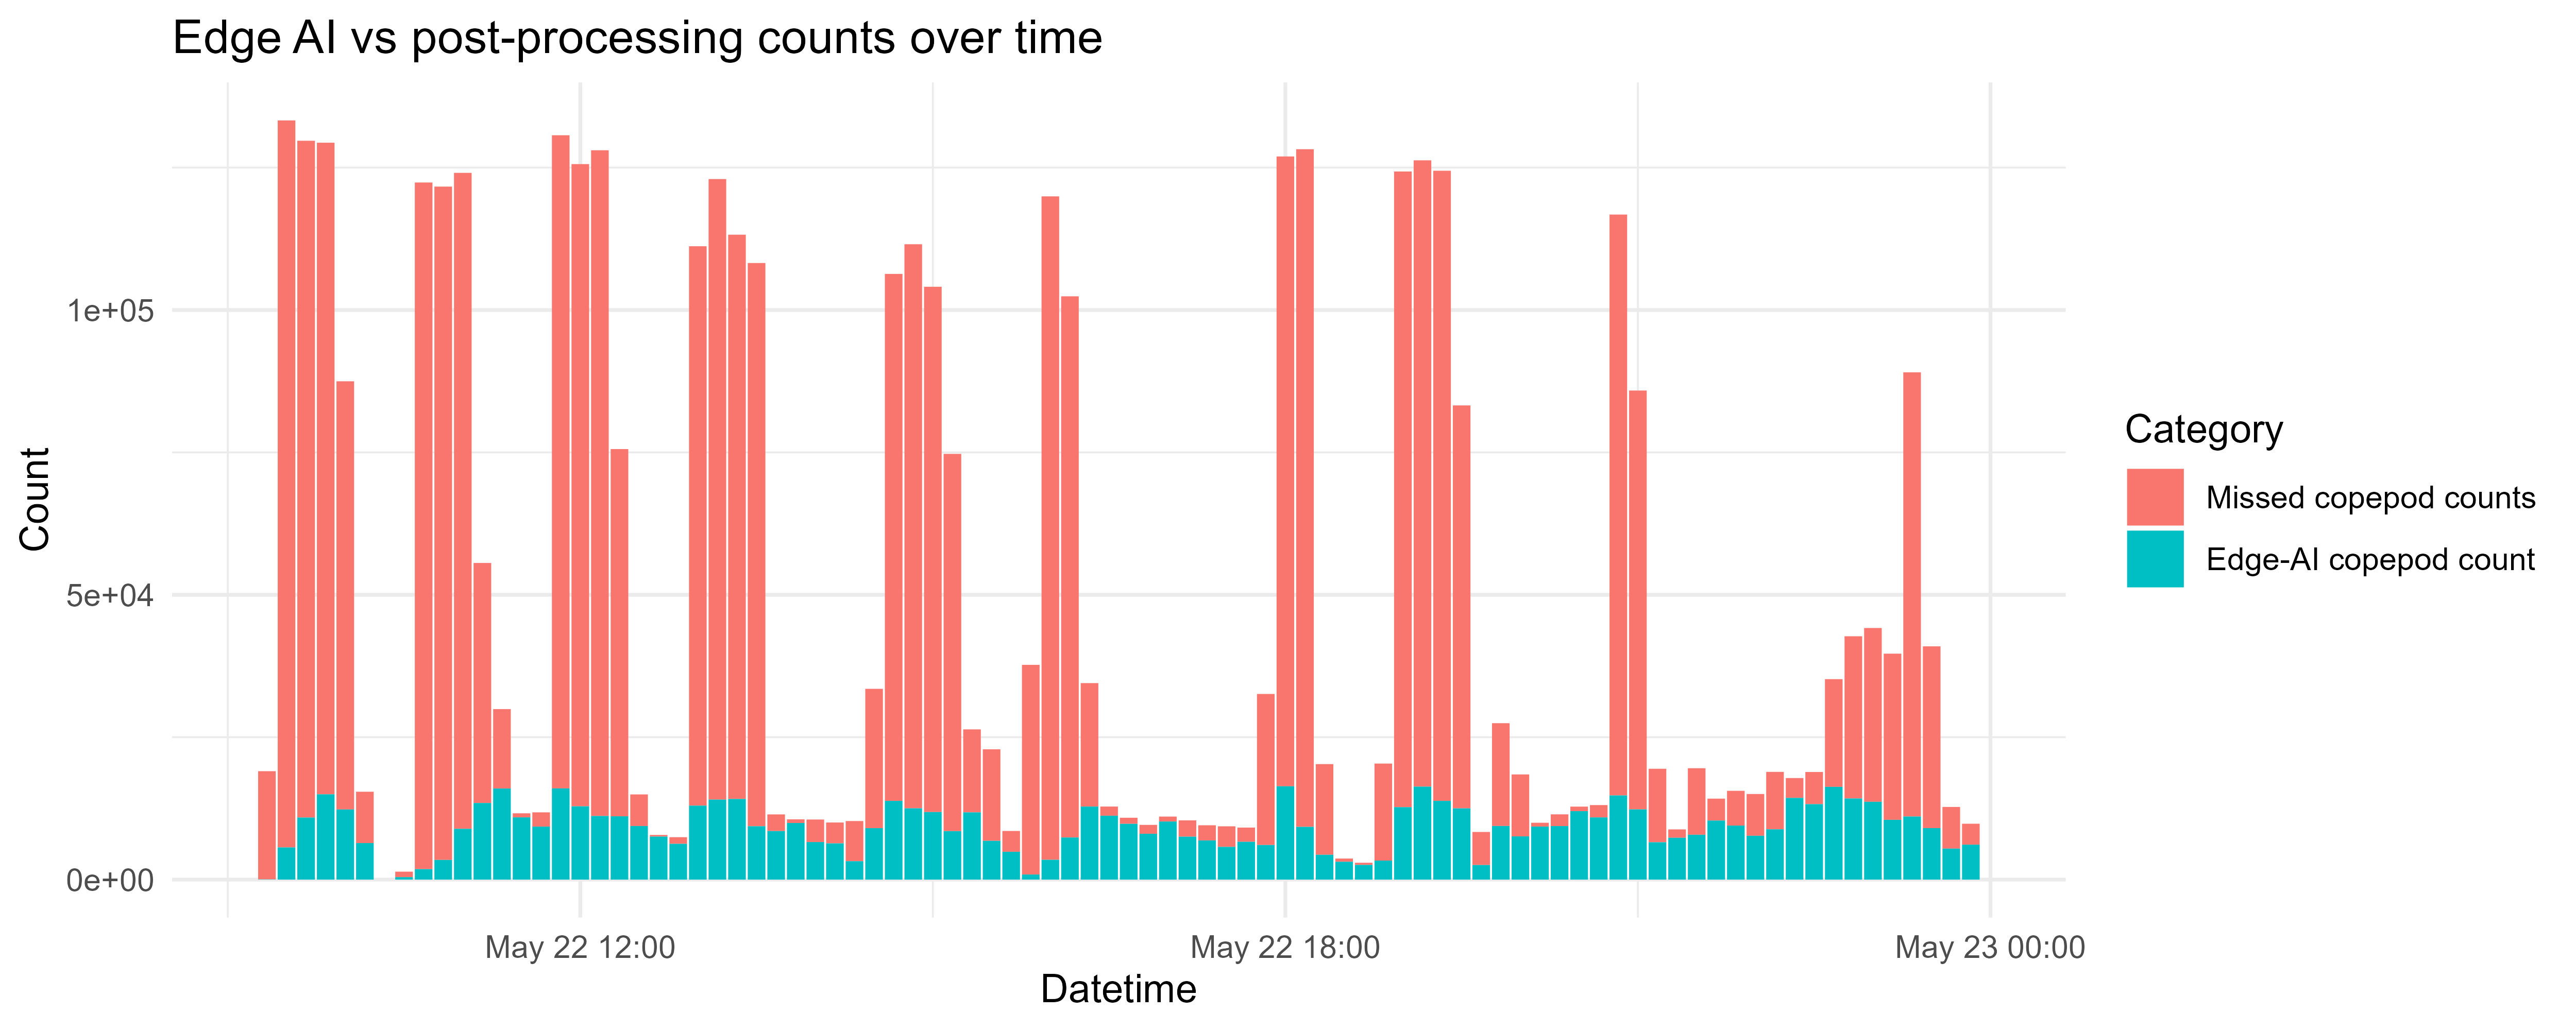 Edge AI vs post-processing counts over time
Count
1e+05
5e+04
0e+00
May 22 12:00
May 22 18:00
May 23 00:00
Datetime
Category
Missed copepod counts
Edge-AI copepod count